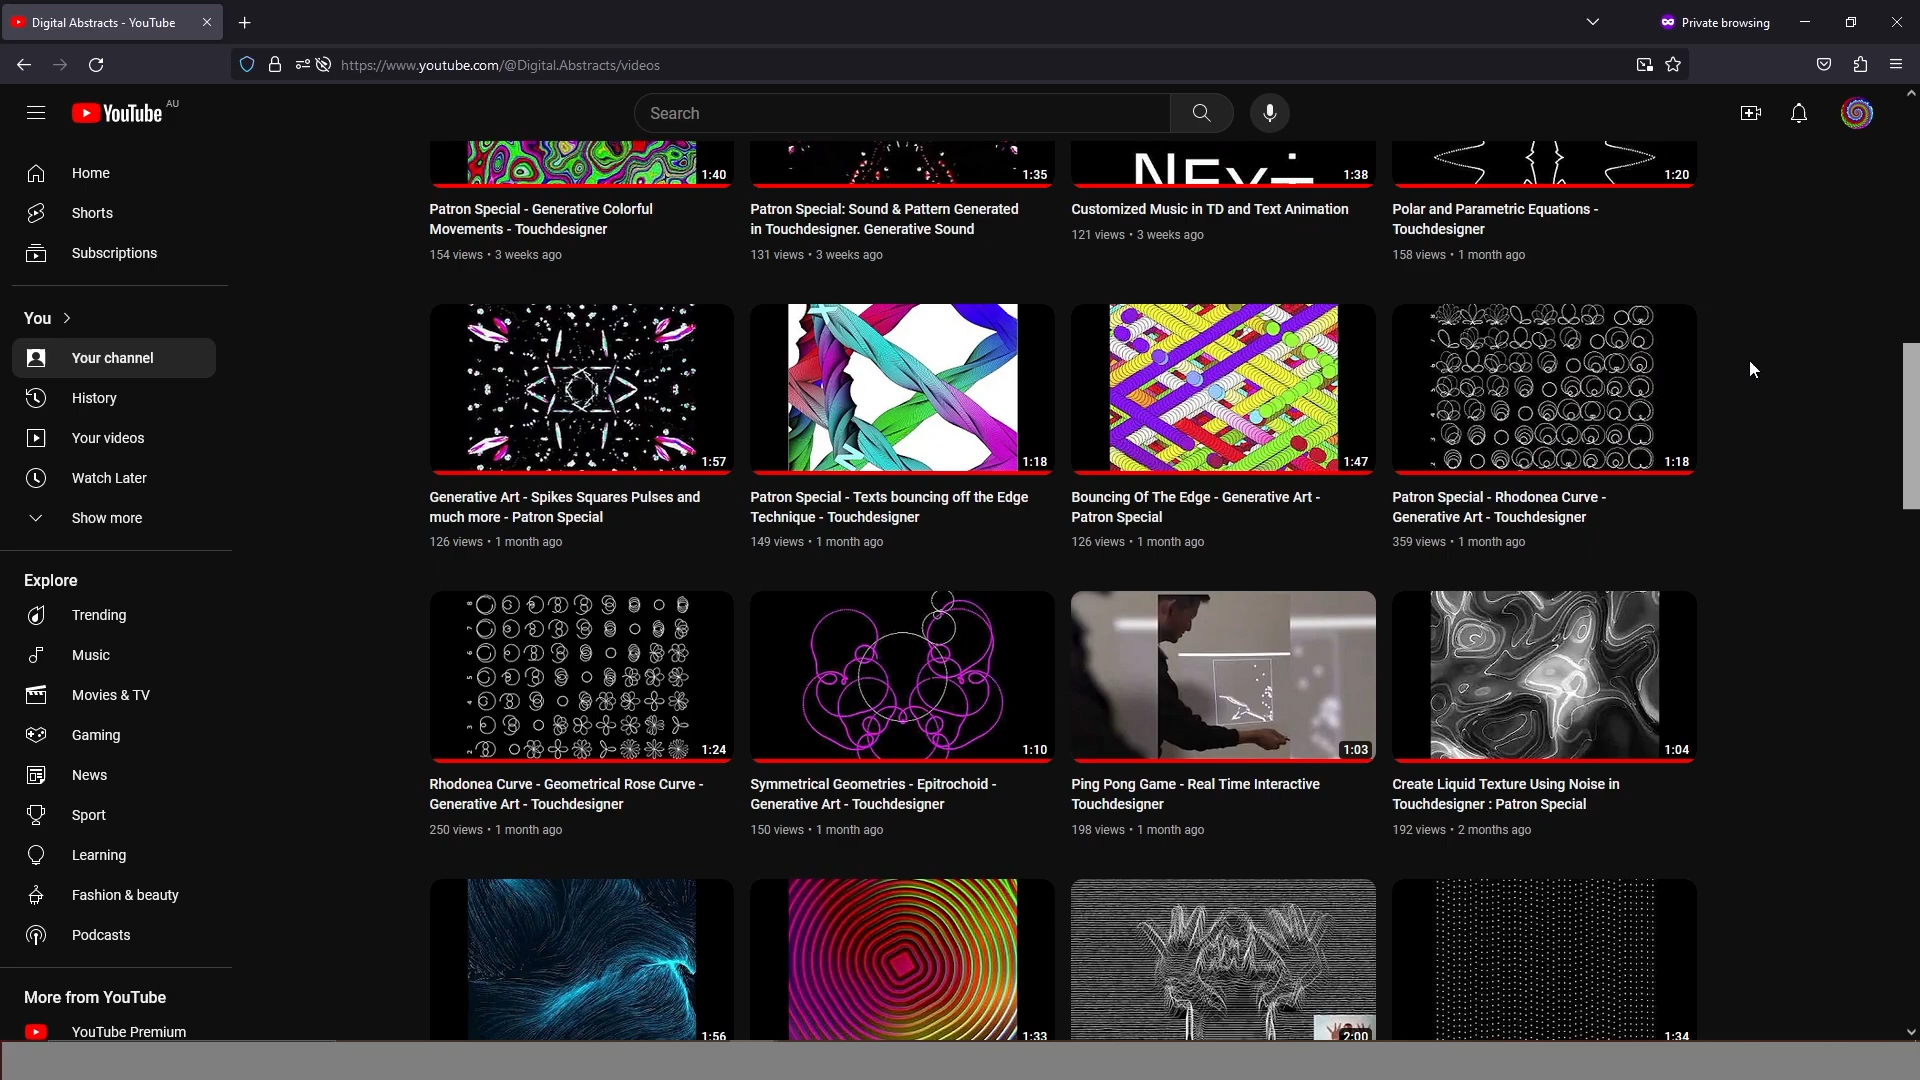 Digital Abstracts - YouTube
Private browsing
https://www.youtube.com/@Digital.Abstracts/videos
YouTube AU
Search
Home
Shorts
Subscriptions
You
Your channel
History
Your videos
Watch Later
Show more
Explore
Trending
Music
Movies & TV
Gaming
News
Sport
Learning
Fashion & beauty
Podcasts
More from YouTube
YouTube Premium
1:40
Patron Special - Generative Colorful
Movements - Touchdesigner
154 views • 3 weeks ago
1:35
Patron Special: Sound & Pattern Generated
in Touchdesigner. Generative Sound
131 views • 3 weeks ago
1:38
Customized Music in TD and Text Animation
121 views • 3 weeks ago
1:20
Polar and Parametric Equations -
Touchdesigner
158 views • 1 month ago
1:57
Generative Art - Spikes Squares Pulses and
much more - Patron Special
126 views • 1 month ago
1:18
Patron Special - Texts bouncing off the Edge
Technique - Touchdesigner
149 views • 1 month ago
1:47
Bouncing Of The Edge - Generative Art -
Patron Special
126 views • 1 month ago
1:18
Patron Special - Rhodonea Curve -
Generative Art - Touchdesigner
359 views • 1 month ago
1:24
Rhodonea Curve - Geometrical Rose Curve -
Generative Art - Touchdesigner
250 views • 1 month ago
1:10
Symmetrical Geometries - Epitrochoid -
Generative Art - Touchdesigner
150 views • 1 month ago
1:03
Ping Pong Game - Real Time Interactive
Touchdesigner
198 views • 1 month ago
1:04
Create Liquid Texture Using Noise in
Touchdesigner : Patron Special
192 views • 2 months ago
1:56
1:33
2:00
1:34